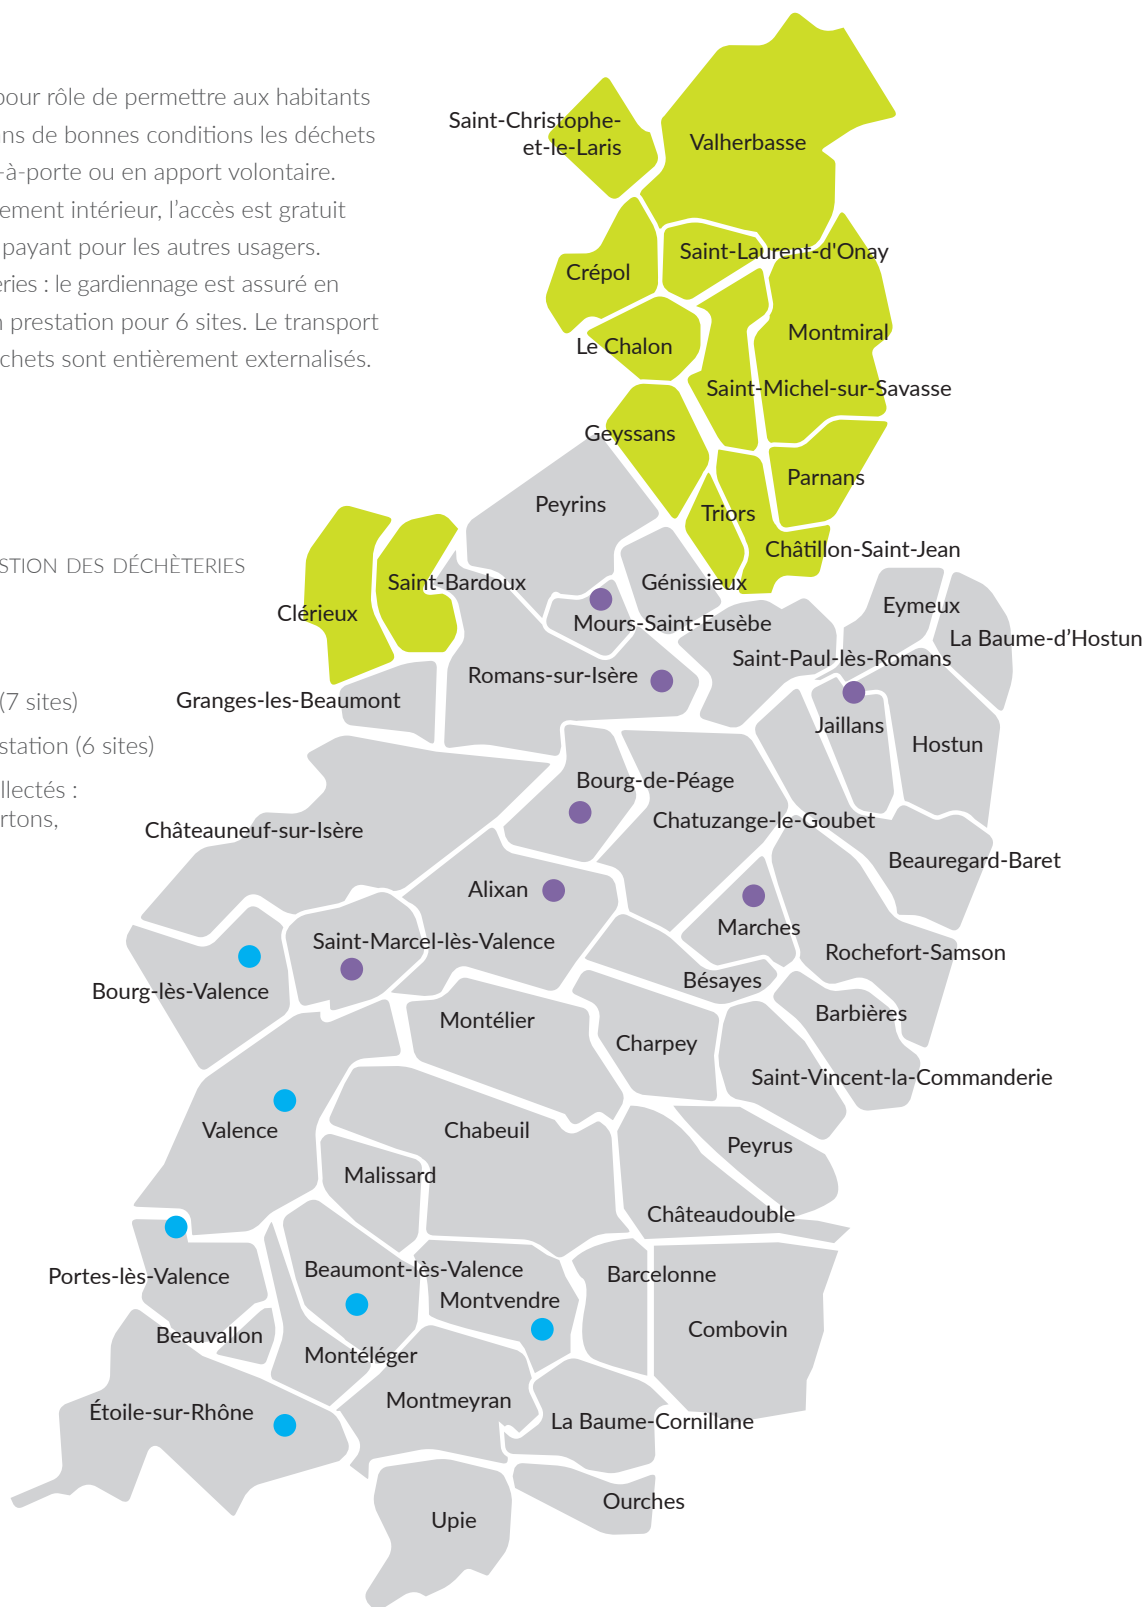 pour rôle de permettre aux habitants
ns de bonnes conditions les déchets
-à-porte ou en apport volontaire.
ement intérieur, l’accès est gratuit
payant pour les autres usagers.
ries : le gardiennage est assuré en
prestation pour 6 sites. Le transport
chets sont entièrement externalisés.
STION DES DÉCHÈTERIES
(7 sites)
station (6 sites)
llectés :
rtons,
Saint-Christophe-
et-le-Laris
Valherbasse
Saint-Laurent-d'Onay
Crépol
Montmiral
Le Chalon
Saint-Michel-sur-Savasse
Geyssans
Parnans
Peyrins
Triors
Châtillon-Saint-Jean
Saint-Bardoux
Génissieux
Clérieux
Eymeux
Mours-Saint-Eusèbe
La Baume-d’Hostun
Saint-Paul-lès-Romans
Romans-sur-Isère
Granges-les-Beaumont
Jaillans
Hostun
Bourg-de-Péage
Chatuzange-le-Goubet
Châteauneuf-sur-Isère
Beauregard-Baret
Alixan
Marches
Saint-Marcel-lès-Valence
Rochefort-Samson
Bésayes
Bourg-lès-Valence
Barbières
Montélier
Charpey
Saint-Vincent-la-Commanderie
Valence
Chabeuil
Peyrus
Malissard
Châteaudouble
Beaumont-lès-Valence
Barcelonne
Portes-lès-Valence
Montvendre
Combovin
Beauvallon
Montéléger
Montmeyran
Étoile-sur-Rhône
La Baume-Cornillane
Ourches
Upie